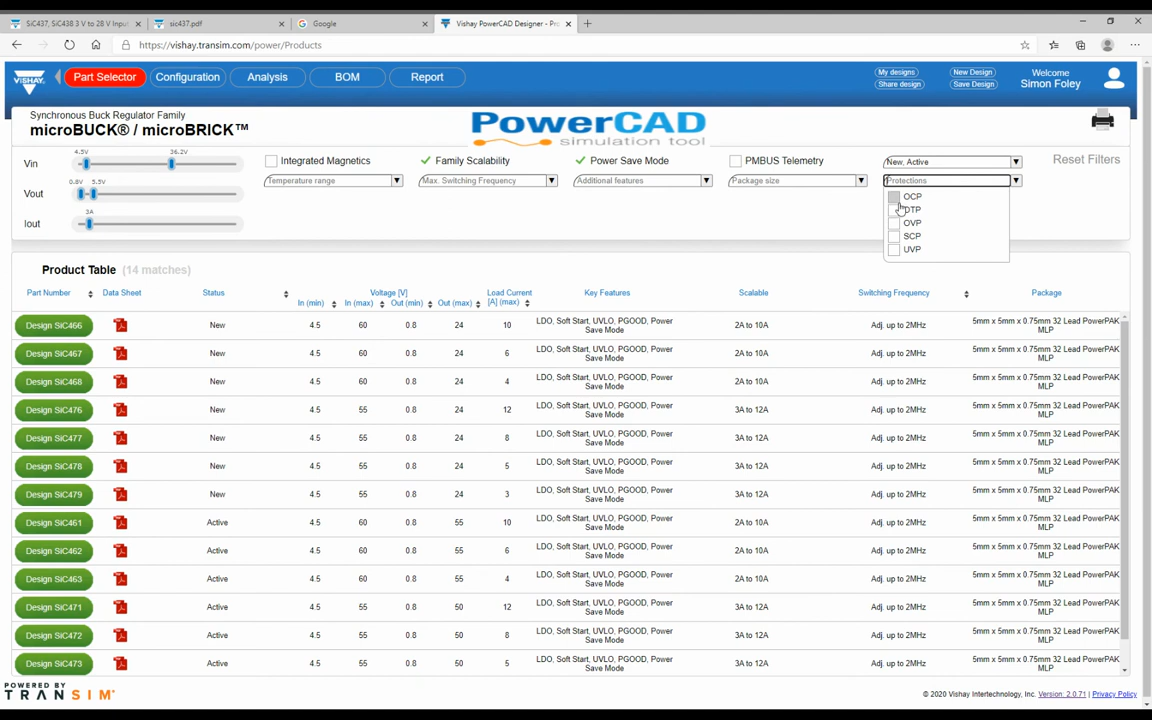 SiC437, SiC438 3 V to 28 V Input
sic437.pdf
Google
Vishay PowerCAD Designer - Pro
https://vishay.transim.com/power/Products
VISHAY
Part Selector
Configuration
Analysis
BOM
Report
My designs
Share design
New Design
Save Design
Welcome
Simon Foley
Synchronous Buck Regulator Family
microBUCK® / microBRICK™
PowerCAD
simulation tool
Vin
4.5V
36.2V
Integrated Magnetics
Family Scalability
Power Save Mode
PMBUS Telemetry
New, Active
Reset Filters
Temperature range
Max. Switching Frequency
Additional features
Package size
Protections
Vout
0.8V
5.5V
Iout
3A
OCP
OTP
OVP
SCP
UVP
Product Table (14 matches)
Part Number
Data Sheet
Status
Voltage [V]
In (min)
In (max)
Out (min)
Out (max)
Load Current
[A] (max)
Key Features
Scalable
Switching Frequency
Package
Design SiC466 New 4.5 60 0.8 24 10 LDO, Soft Start, UVLO, PGOOD, Power 2A to 10A Adj. up to 2MHz 5mm x 5mm x 0.75mm 32 Lead PowerPAK
Save Mode MLP
Design SiC467 New 4.5 60 0.8 24 6 LDO, Soft Start, UVLO, PGOOD, Power 2A to 10A Adj. up to 2MHz 5mm x 5mm x 0.75mm 32 Lead PowerPAK
Save Mode MLP
Design SiC468 New 4.5 60 0.8 24 4 LDO, Soft Start, UVLO, PGOOD, Power 2A to 10A Adj. up to 2MHz 5mm x 5mm x 0.75mm 32 Lead PowerPAK
Save Mode MLP
Design SiC476 New 4.5 55 0.8 24 12 LDO, Soft Start, UVLO, PGOOD, Power 3A to 12A Adj. up to 2MHz 5mm x 5mm x 0.75mm 32 Lead PowerPAK
Save Mode MLP
Design SiC477 New 4.5 55 0.8 24 8 LDO, Soft Start, UVLO, PGOOD, Power 3A to 12A Adj. up to 2MHz 5mm x 5mm x 0.75mm 32 Lead PowerPAK
Save Mode MLP
Design SiC478 New 4.5 55 0.8 24 5 LDO, Soft Start, UVLO, PGOOD, Power 3A to 12A Adj. up to 2MHz 5mm x 5mm x 0.75mm 32 Lead PowerPAK
Save Mode MLP
Design SiC479 New 4.5 55 0.8 24 3 LDO, Soft Start, UVLO, PGOOD, Power 3A to 12A Adj. up to 2MHz 5mm x 5mm x 0.75mm 32 Lead PowerPAK
Save Mode MLP
Design SiC461 Active 4.5 60 0.8 55 10 LDO, Soft Start, UVLO, PGOOD, Power 2A to 10A Adj. up to 2MHz 5mm x 5mm x 0.75mm 32 Lead PowerPAK
Save Mode MLP
Design SiC462 Active 4.5 60 0.8 55 6 LDO, Soft Start, UVLO, PGOOD, Power 2A to 10A Adj. up to 2MHz 5mm x 5mm x 0.75mm 32 Lead PowerPAK
Save Mode MLP
Design SiC463 Active 4.5 60 0.8 55 4 LDO, Soft Start, UVLO, PGOOD, Power 2A to 10A Adj. up to 2MHz 5mm x 5mm x 0.75mm 32 Lead PowerPAK
Save Mode MLP
Design SiC471 Active 4.5 55 0.8 50 12 LDO, Soft Start, UVLO, PGOOD, Power 3A to 12A Adj. up to 2MHz 5mm x 5mm x 0.75mm 32 Lead PowerPAK
Save Mode MLP
Design SiC472 Active 4.5 55 0.8 50 8 LDO, Soft Start, UVLO, PGOOD, Power 3A to 12A Adj. up to 2MHz 5mm x 5mm x 0.75mm 32 Lead PowerPAK
Save Mode MLP
Design SiC473 Active 4.5 55 0.8 50 5 LDO, Soft Start, UVLO, PGOOD, Power 3A to 12A Adj. up to 2MHz 5mm x 5mm x 0.75mm 32 Lead PowerPAK
Save Mode MLP
POWERED BY
TRANSIM
© 2020 Vishay Intertechnology, Inc. Version: 2.0.71 | Privacy Policy